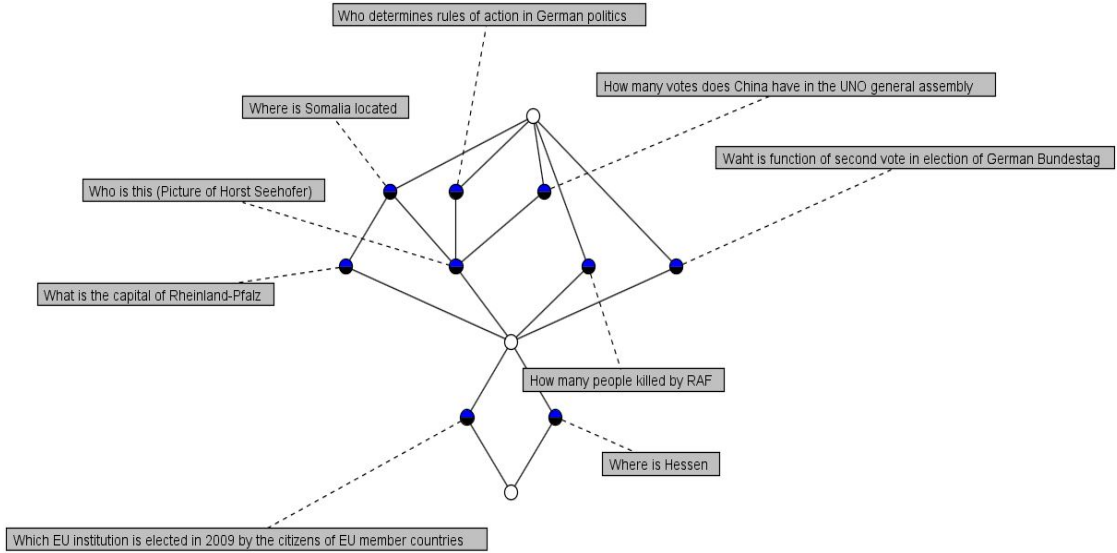 Who determines rules of action in German politics
How many votes does China have in the UNO general assembly
Where is Somalia located
Waht is function of second vote in election of German Bundestag
Who is this (Picture of Horst Seehofer)
What is the capital of Rheinland-Pfalz
How many people killed by RAF
Where is Hessen
Which EU institution is elected in 2009 by the citizens of EU member countries